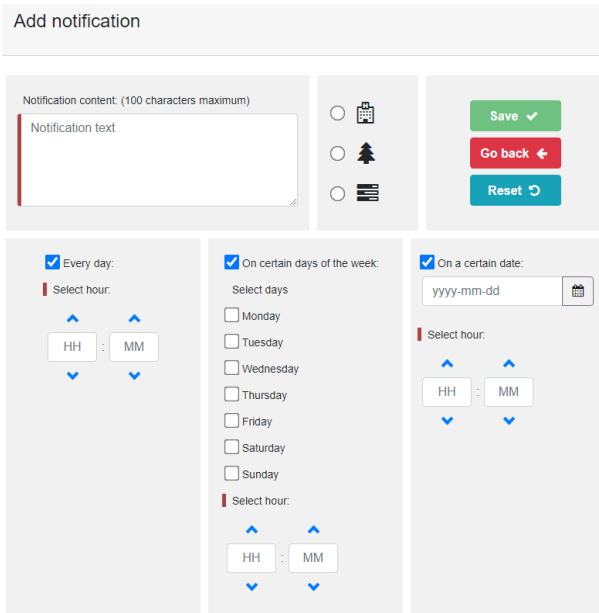 Add notification
Notification content: (100 characters maximum)
Notification text
Save
Go back
Reset
Every day:
Select hour:
HH : MM
On certain days of the week:
Select days
Monday
Tuesday
Wednesday
Thursday
Friday
Saturday
Sunday
Select hour:
HH : MM
On a certain date:
yyyy-mm-dd
Select hour:
HH : MM